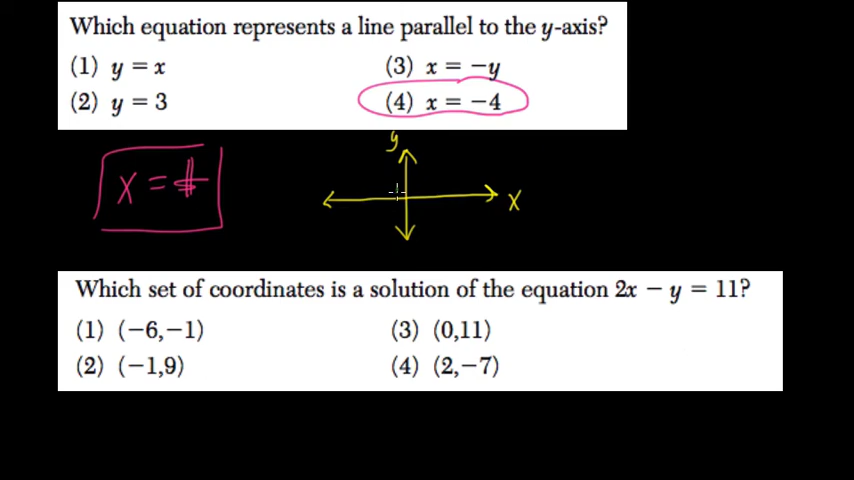 Which equation represents a line parallel to the y-axis?
(1) y = x (3) x = −y
(2) y = 3 (4) x = −4
y
x = #
x
Which set of coordinates is a solution of the equation 2x − y = 11?
(1) (−6,−1) (3) (0,11)
(2) (−1,9) (4) (2,−7)